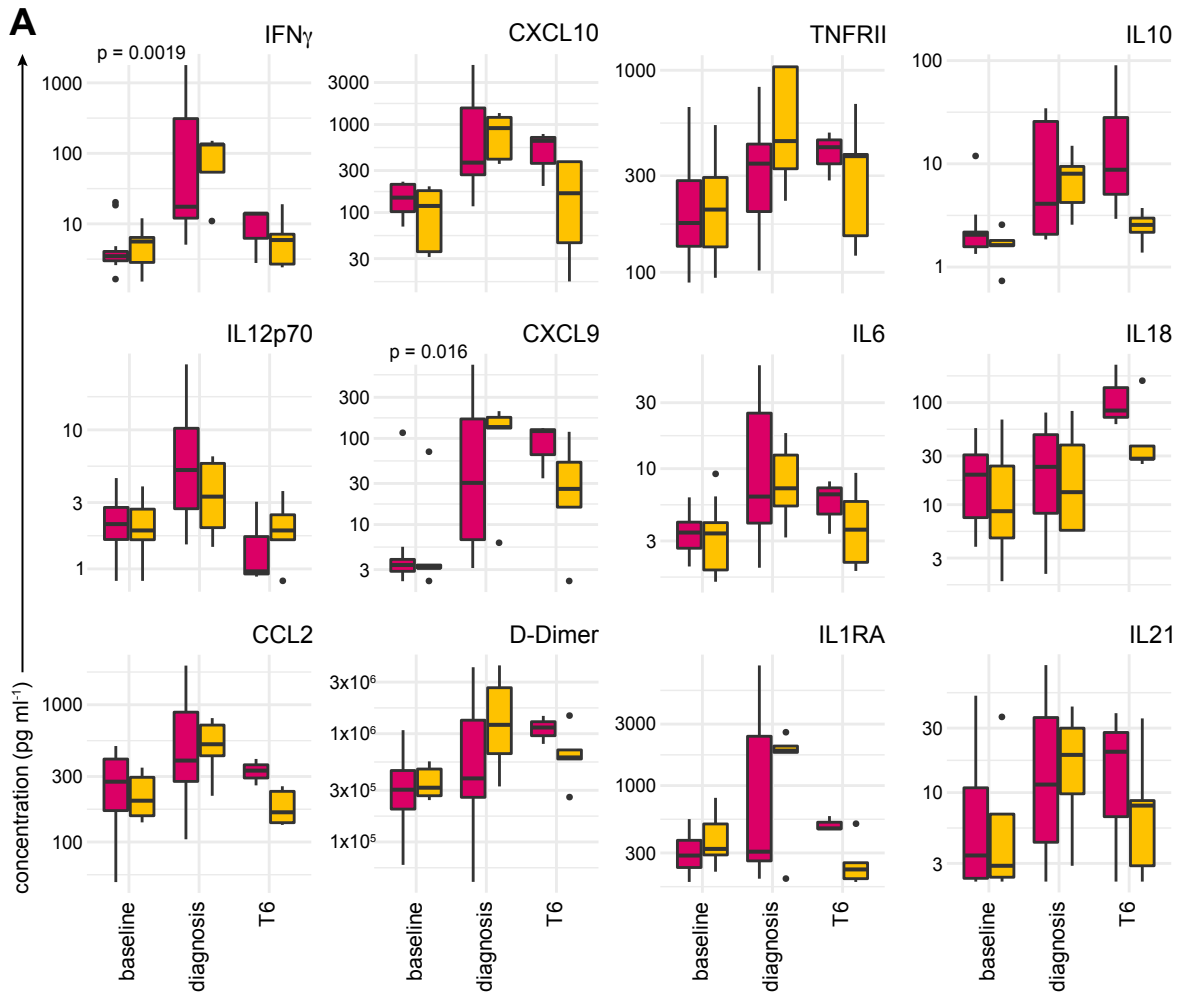 A
IFNγ
p = 0.0019
1000
100
10
CXCL10
3000
1000
300
100
30
TNFRII
1000
300
100
IL10
100
10
1
IL12p70
10
3
1
CXCL9
p = 0.016
300
100
30
10
3
IL6
30
10
3
IL18
100
30
10
3
CCL2
1000
300
100
D-Dimer
3x10⁶
1x10⁶
3x10⁵
1x10⁵
IL1RA
3000
1000
300
IL21
30
10
3
concentration (pg ml⁻¹)
baseline
diagnosis
T6
baseline
diagnosis
T6
baseline
diagnosis
T6
baseline
diagnosis
T6